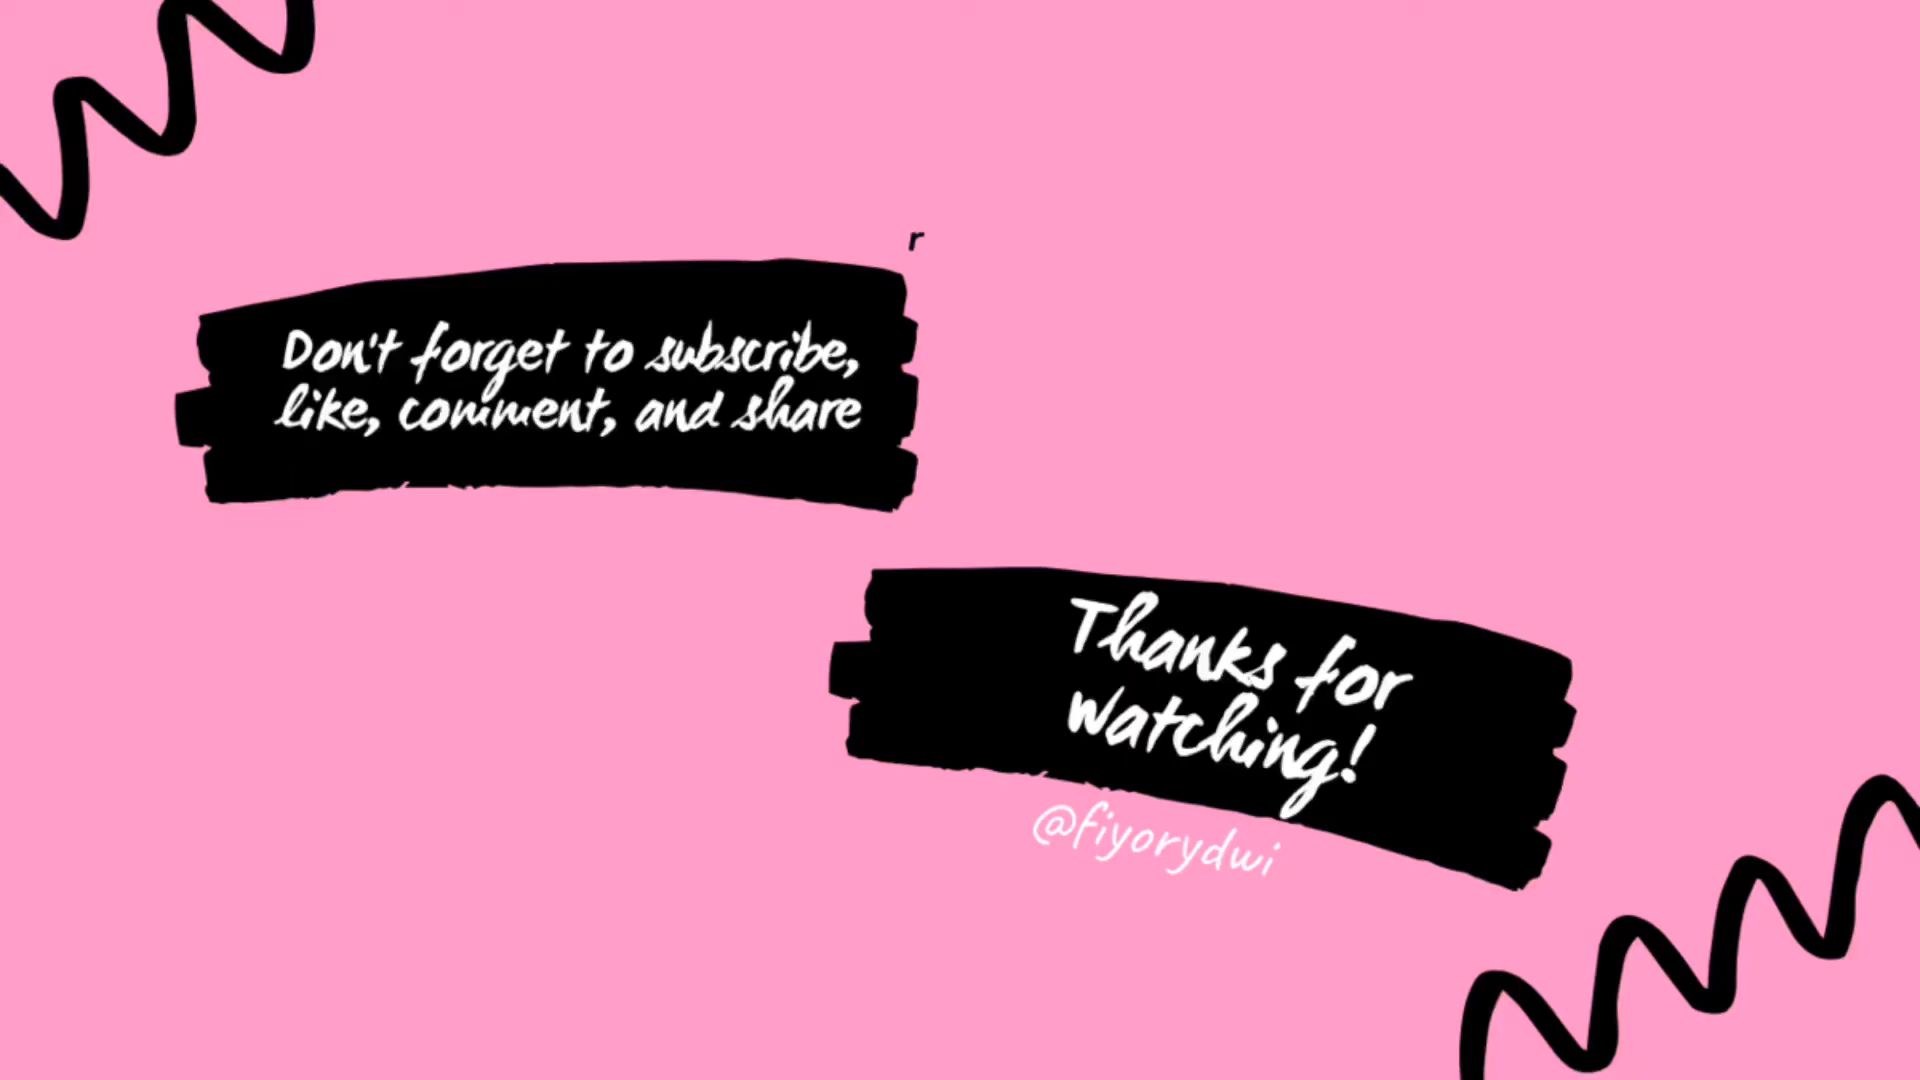 r
Don't forget to subscribe,
like, comment, and share
Thanks for
watching!
@fiyorydwi